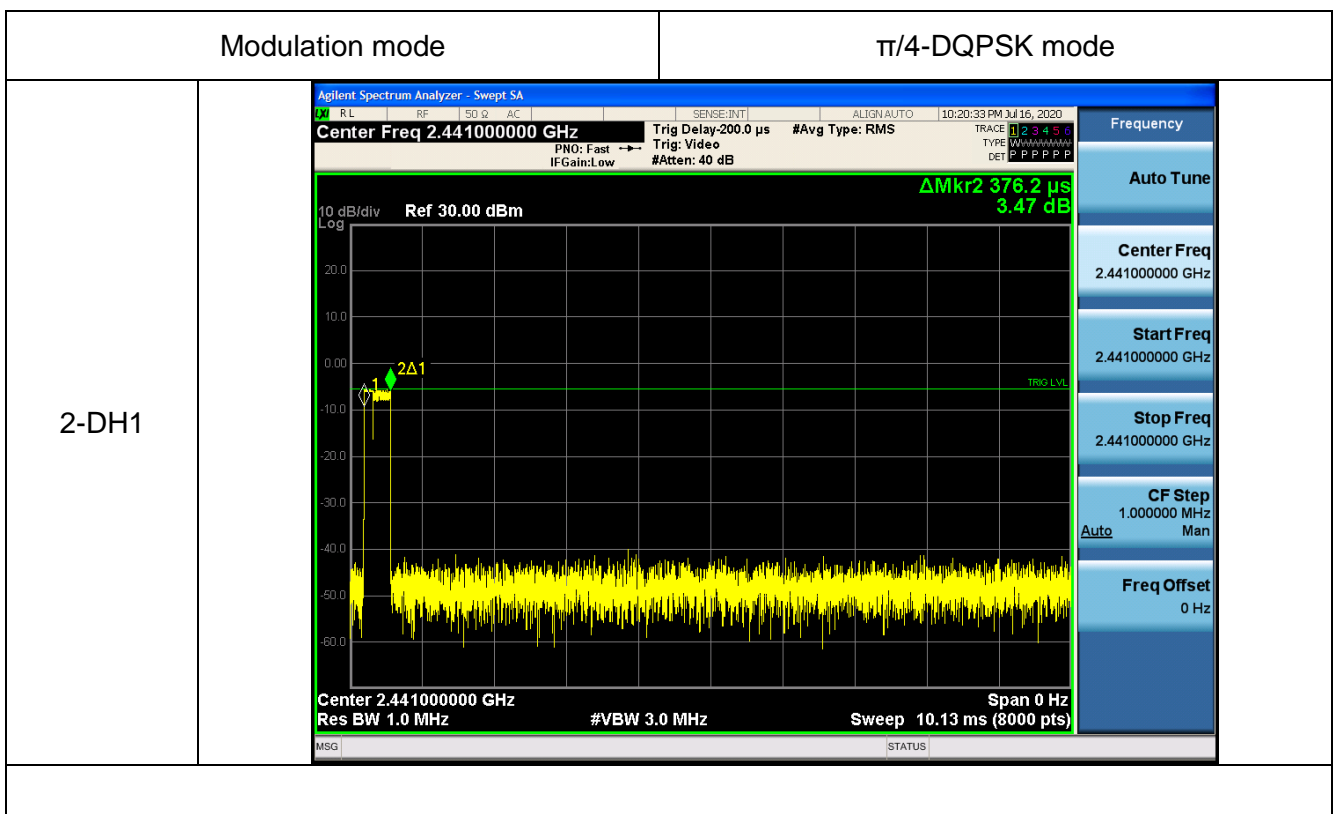 Modulation mode
π/4-DQPSK mode
2-DH1
Agilent Spectrum Analyzer - Swept SA
LXI RL RF 50 Ω AC SENSE:INT ALIGN AUTO 10:20:33 PM Jul 16, 2020
Center Freq 2.441000000 GHz
PNO: Fast
IFGain:Low
Trig Delay-200.0 µs
Trig: Video
#Atten: 40 dB
#Avg Type: RMS
TRACE 1 2 3 4 5 6
TYPE WWWWWW
DET P P P P P P
ΔMkr2 376.2 µs
3.47 dB
10 dB/div Ref 30.00 dBm
Log
20.0
10.0
0.00
-10.0
-20.0
-30.0
-40.0
-50.0
-60.0
1
2Δ1
TRIG LVL
Center 2.441000000 GHz Span 0 Hz
Res BW 1.0 MHz #VBW 3.0 MHz Sweep 10.13 ms (8000 pts)
MSG STATUS
Frequency
Auto Tune
Center Freq
2.441000000 GHz
Start Freq
2.441000000 GHz
Stop Freq
2.441000000 GHz
CF Step
1.000000 MHz
Auto Man
Freq Offset
0 Hz